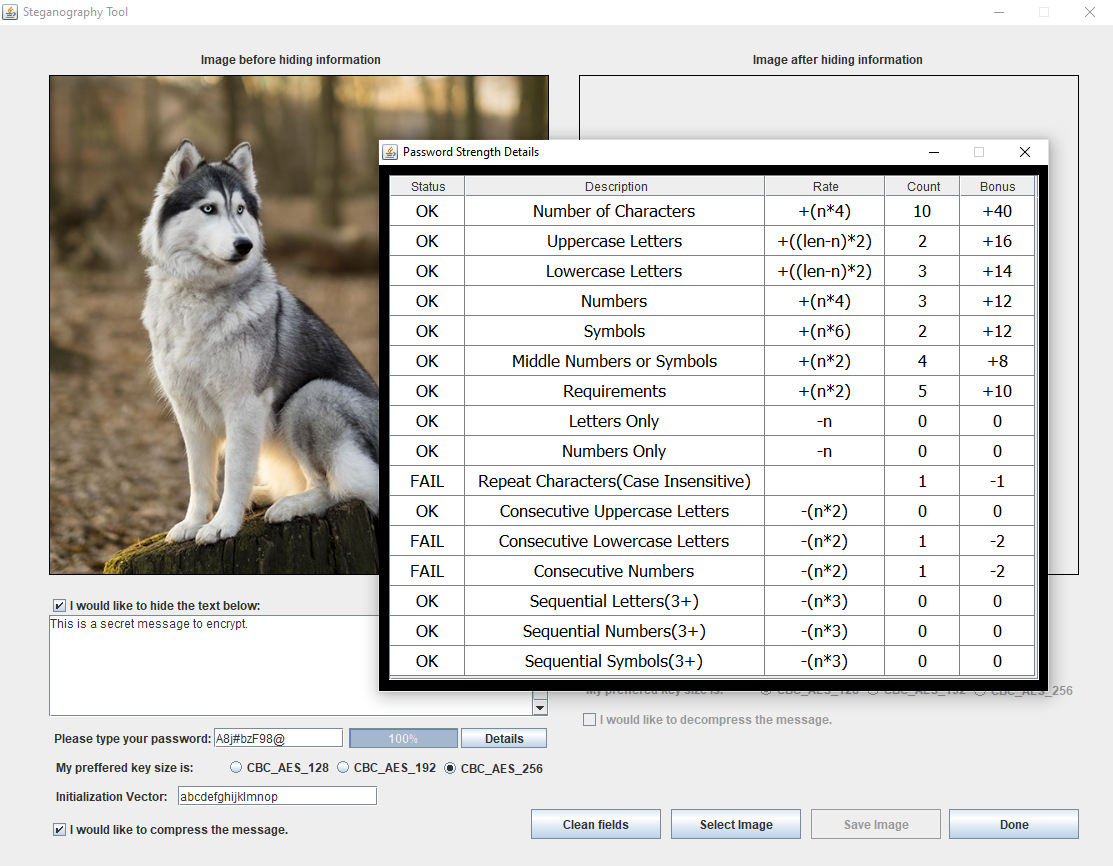 Steganography Tool
Image before hiding information
Image after hiding information
Password Strength Details
Status Description Rate Count Bonus
OK Number of Characters +(n*4) 10 +40
OK Uppercase Letters +((len-n)*2) 2 +16
OK Lowercase Letters +((len-n)*2) 3 +14
OK Numbers +(n*4) 3 +12
OK Symbols +(n*6) 2 +12
OK Middle Numbers or Symbols +(n*2) 4 +8
OK Requirements +(n*2) 5 +10
OK Letters Only -n 0 0
OK Numbers Only -n 0 0
FAIL Repeat Characters(Case Insensitive) 1 -1
OK Consecutive Uppercase Letters -(n*2) 0 0
FAIL Consecutive Lowercase Letters -(n*2) 1 -2
FAIL Consecutive Numbers -(n*2) 1 -2
OK Sequential Letters(3+) -(n*3) 0 0
OK Sequential Numbers(3+) -(n*3) 0 0
OK Sequential Symbols(3+) -(n*3) 0 0
I would like to hide the text below:
This is a secret message to encrypt.
My preffered key size is: CBC_AES_128 CBC_AES_192 CBC_AES_256
I would like to decompress the message.
Please type your password: A8j#bzF98@ 100% Details
My preffered key size is: CBC_AES_128 CBC_AES_192 CBC_AES_256
Initialization Vector: abcdefghijklmnop
I would like to compress the message.
Clean fields Select Image Save Image Done